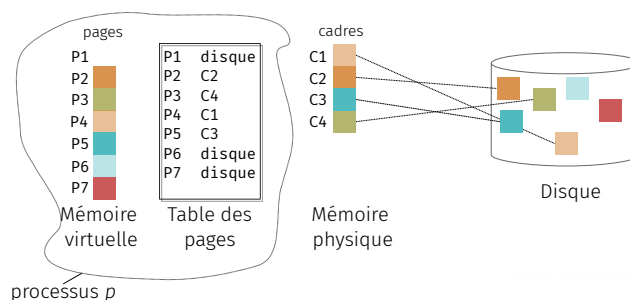 pages
P1
P2
P3
P4
P5
P6
P7
Mémoire
virtuelle
P1 disque
P2 C2
P3 C4
P4 C1
P5 C3
P6 disque
P7 disque
Table des
pages
cadres
C1
C2
C3
C4
Mémoire
physique
Disque
processus p